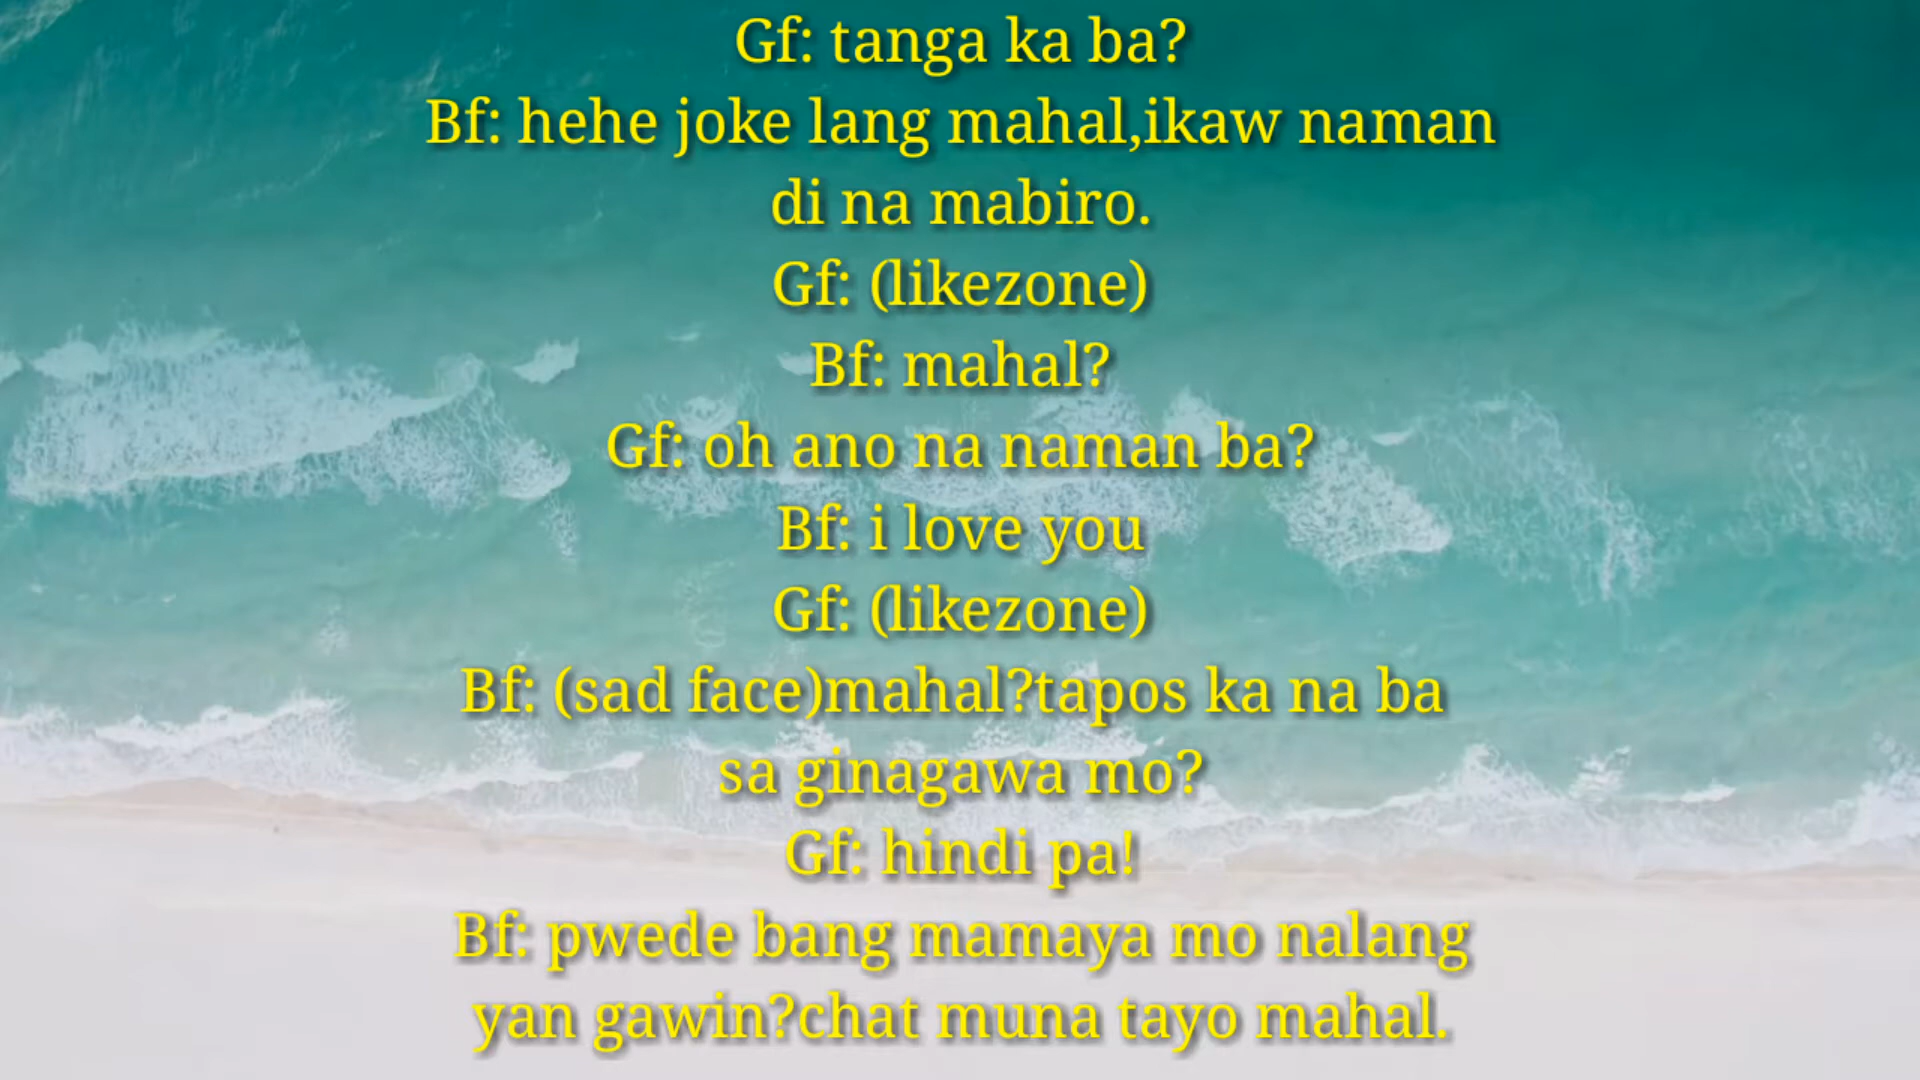 Gf: tanga ka ba?
Bf: hehe joke lang mahal,ikaw naman
di na mabiro.
Gf: (likezone)
Bf: mahal?
Gf: oh ano na naman ba?
Bf: i love you
Gf: (likezone)
Bf: (sad face)mahal?tapos ka na ba
sa ginagawa mo?
Gf: hindi pa!
Bf: pwede bang mamaya mo nalang
yan gawin?chat muna tayo mahal.